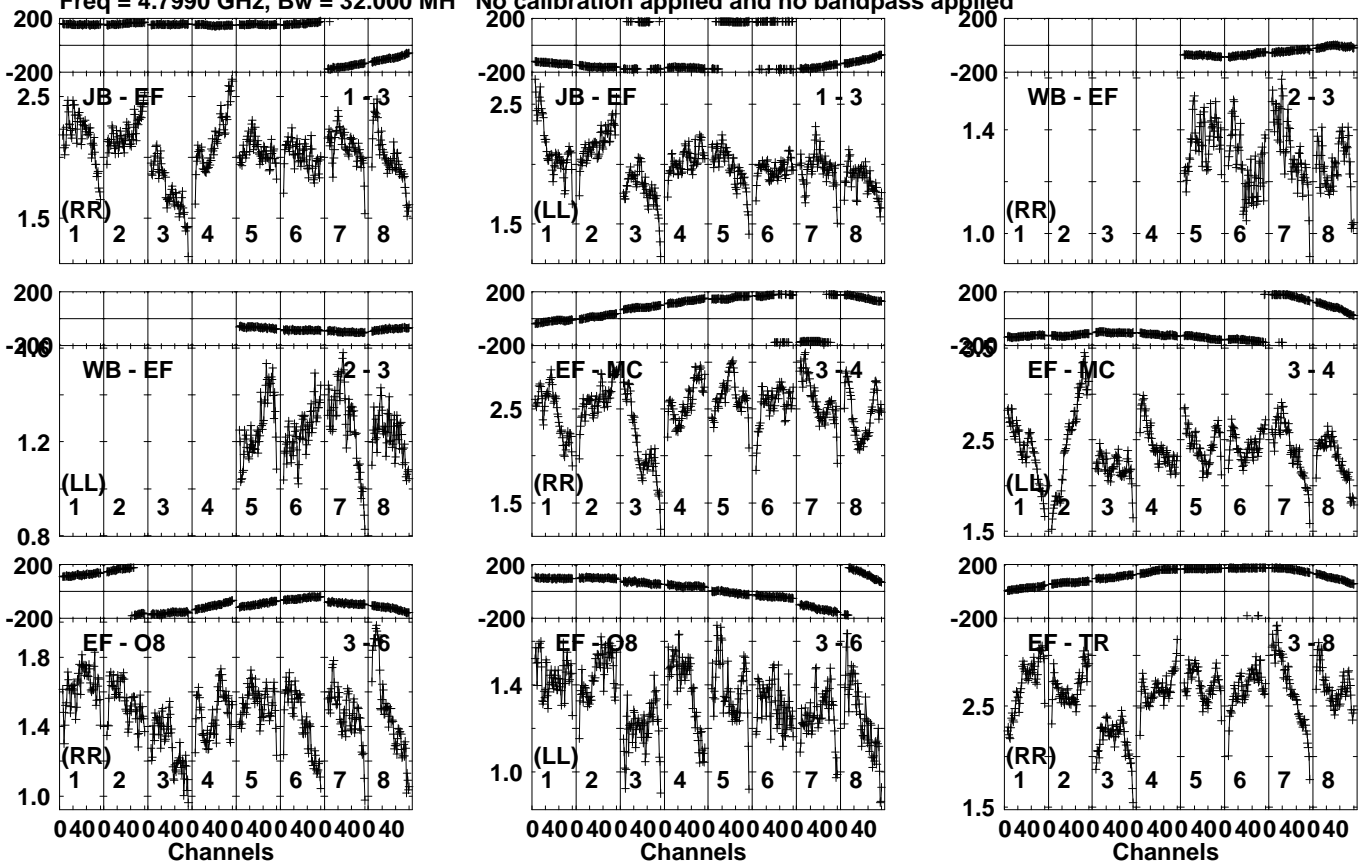 Freq = 4.7990 GHz, Bw = 32.000 MH No calibration applied and no bandpass applied
200 200 200
-200 -200 -200
JB - EF 1 - 3 JB - EF 1 - 3 WB - EF 2 - 3
2.5 2.5 1.4
1.5 1.5 1.0
(RR) (LL) (RR)
1 2 3 4 5 6 7 8 1 2 3 4 5 6 7 8 1 2 3 4 5 6 7 8
200 200 200
-200 -200 -200
1.6 3.5
WB - EF 2 - 3 EF - MC 3 - 4 EF - MC 3 - 4
1.2 2.5 2.5
(LL) (RR) (LL)
1 2 3 4 5 6 7 8 1 2 3 4 5 6 7 8 1 2 3 4 5 6 7 8
0.8 1.5 1.5
200 200 200
-200 -200 -200
EF - O8 3 - 6 EF - O8 3 - 6 EF - TR 3 - 8
1.8 1.4 2.5
1.4
(RR) (LL) (RR)
1 2 3 4 5 6 7 8 1 2 3 4 5 6 7 8 1 2 3 4 5 6 7 8
1.0 1.0 1.5
0 40 0 40 0 40 0 40 0 40 0 40 0 40 0 40 0 40 0 40 0 40 0 40 0 40 0 40 0 40 0 40 0 40 0 40 0 40 0 40 0 40 0 40 0 40 0 40
Channels Channels Channels